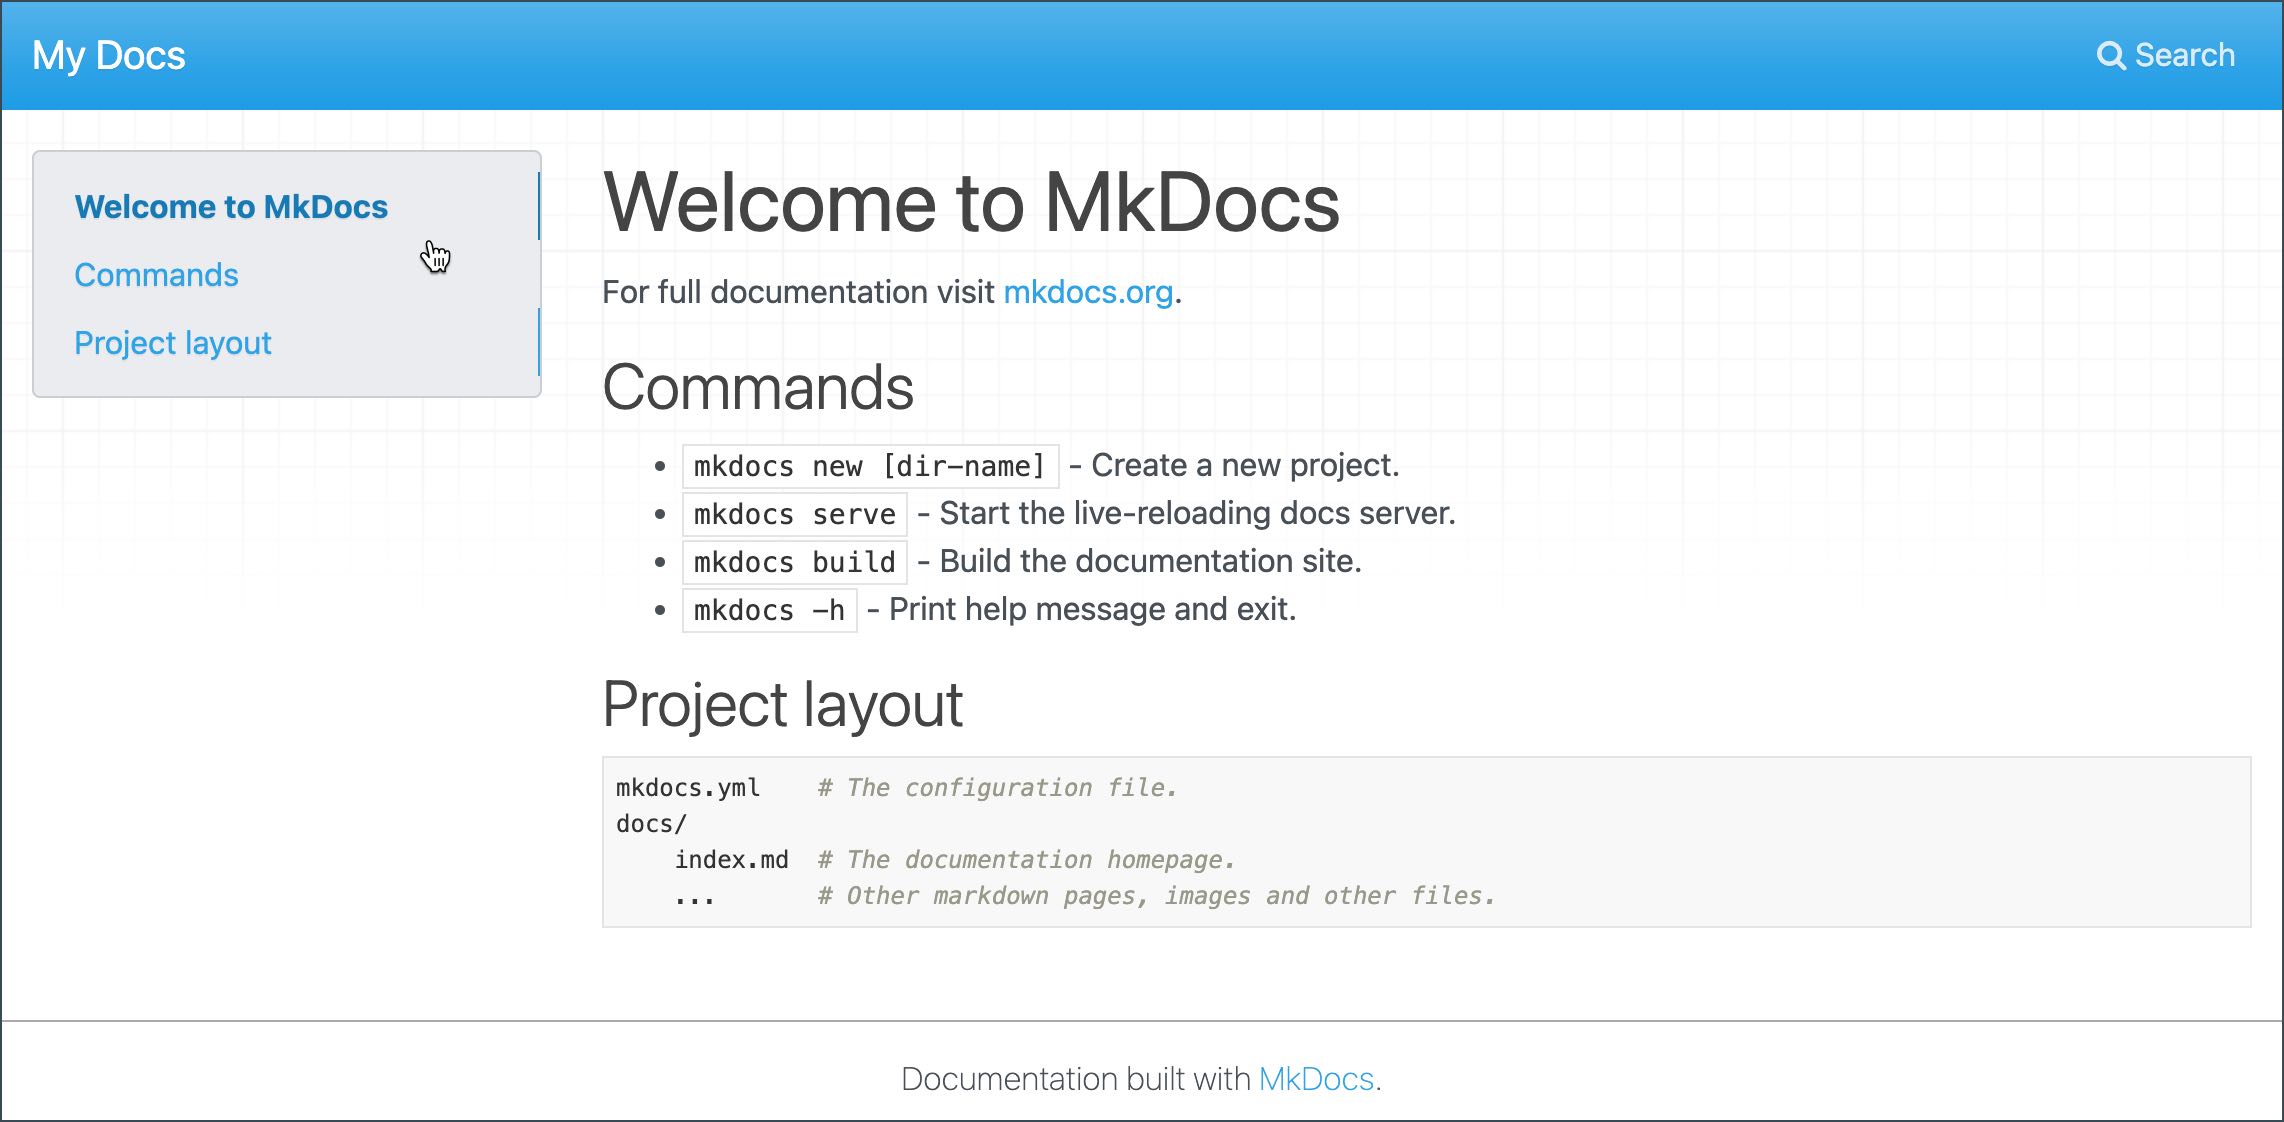 My Docs
Search
Welcome to MkDocs
Commands
Project layout
Welcome to MkDocs
For full documentation visit mkdocs.org.
Commands
• mkdocs new [dir-name] - Create a new project.
• mkdocs serve - Start the live-reloading docs server.
• mkdocs build - Build the documentation site.
• mkdocs -h - Print help message and exit.
Project layout
mkdocs.yml    # The configuration file.
docs/
    index.md  # The documentation homepage.
    ...       # Other markdown pages, images and other files.
Documentation built with MkDocs.